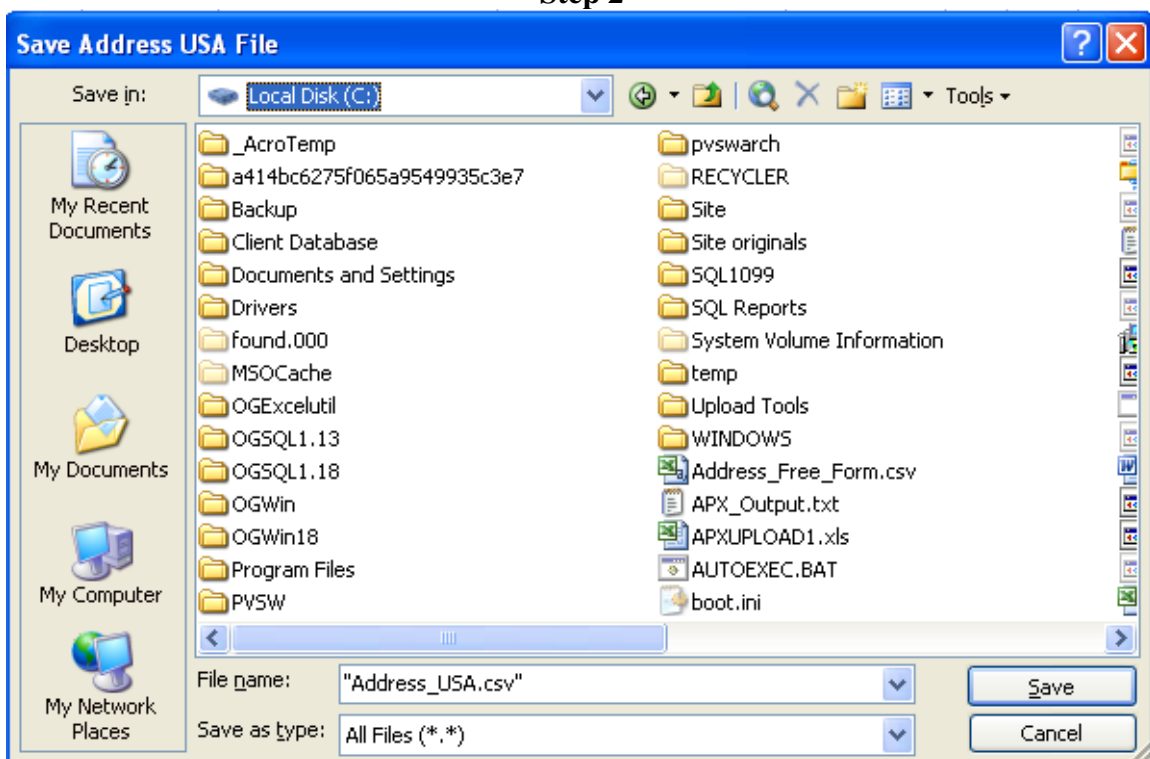 Step 2
Save Address USA File
Save in:
Local Disk (C:)
Tools
My Recent
Documents
Desktop
My Documents
My Computer
My Network
Places
_AcroTemp
a414bc6275f065a9549935c3e7
Backup
Client Database
Documents and Settings
Drivers
found.000
MSOCache
OGExcelutil
OGSQL1.13
OGSQL1.18
OGWin
OGWin18
Program Files
PVSW
pvswarch
RECYCLER
Site
Site originals
SQL1099
SQL Reports
System Volume Information
temp
Upload Tools
WINDOWS
Address_Free_Form.csv
APX_Output.txt
APXUPLOAD1.xls
AUTOEXEC.BAT
boot.ini
File name:
"Address_USA.csv"
Save
Save as type:
All Files (*.*)
Cancel